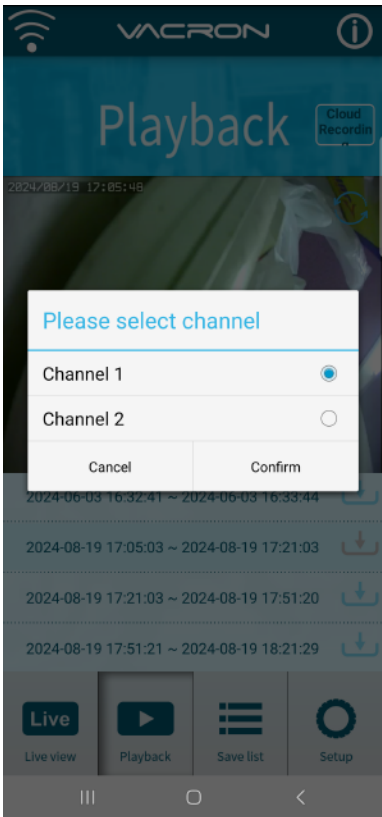 VACRON
Playback
Cloud
Recordin
g
2024/08/19 17:05:48
Please select channel
Channel 1
Channel 2
Cancel
Confirm
2024-06-03 16:32:41 ~ 2024-06-03 16:33:44
2024-08-19 17:05:03 ~ 2024-08-19 17:21:03
2024-08-19 17:21:03 ~ 2024-08-19 17:51:20
2024-08-19 17:51:21 ~ 2024-08-19 18:21:29
Live
Live view
Playback
Save list
Setup